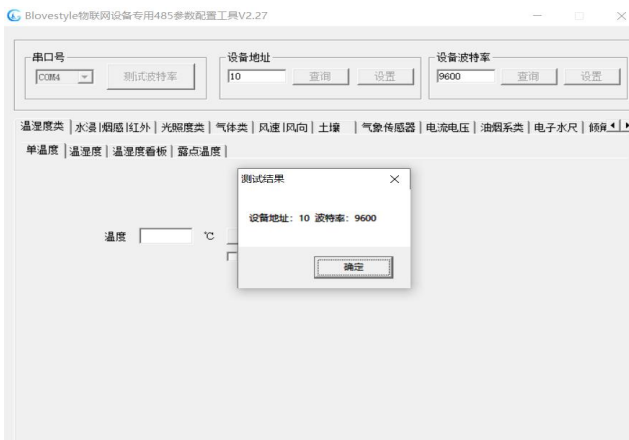 Blovestyle物联网设备专用485参数配置工具V2.27
串口号
COM4
测试波特率
设备地址
10
查询
设置
设备波特率
9600
查询
设置
温湿度类 水浸|烟感|红外 光照度类 气体类 风速|风向 土壤 气象传感器 电流电压 油烟系类 电子水尺
单温度 温湿度 温湿度看板 露点温度
测试结果
设备地址: 10 波特率: 9600
确定
温度
℃